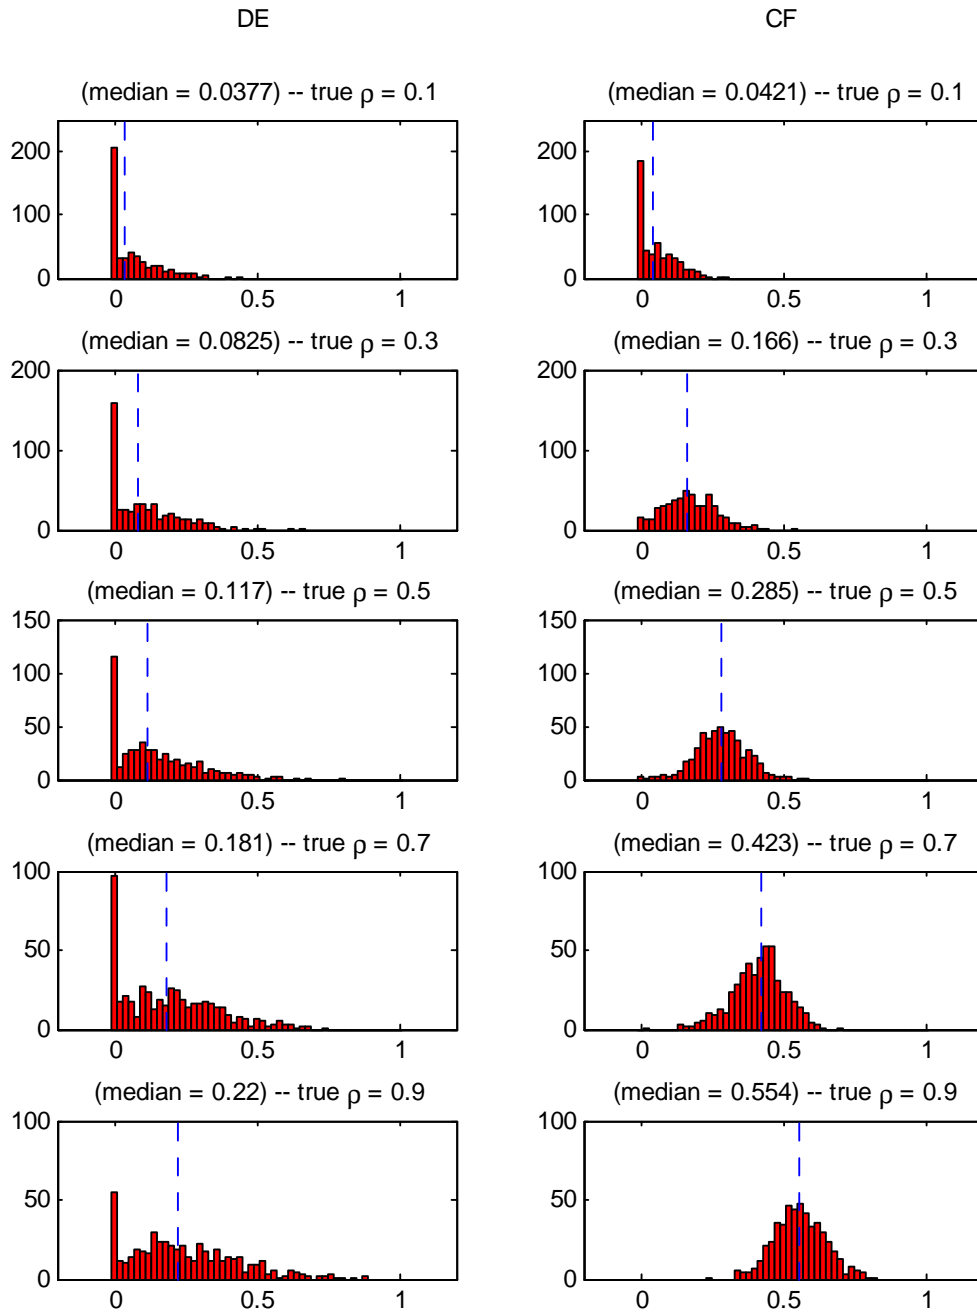 DE
CF
(median = 0.0377) -- true ρ = 0.1
200
100
0
0 0.5 1
(median = 0.0421) -- true ρ = 0.1
200
100
0
0 0.5 1
(median = 0.0825) -- true ρ = 0.3
200
100
0
0 0.5 1
(median = 0.166) -- true ρ = 0.3
200
100
0
0 0.5 1
(median = 0.117) -- true ρ = 0.5
150
100
50
0
0 0.5 1
(median = 0.285) -- true ρ = 0.5
150
100
50
0
0 0.5 1
(median = 0.181) -- true ρ = 0.7
100
50
0
0 0.5 1
(median = 0.423) -- true ρ = 0.7
100
50
0
0 0.5 1
(median = 0.22) -- true ρ = 0.9
100
50
0
0 0.5 1
(median = 0.554) -- true ρ = 0.9
100
50
0
0 0.5 1